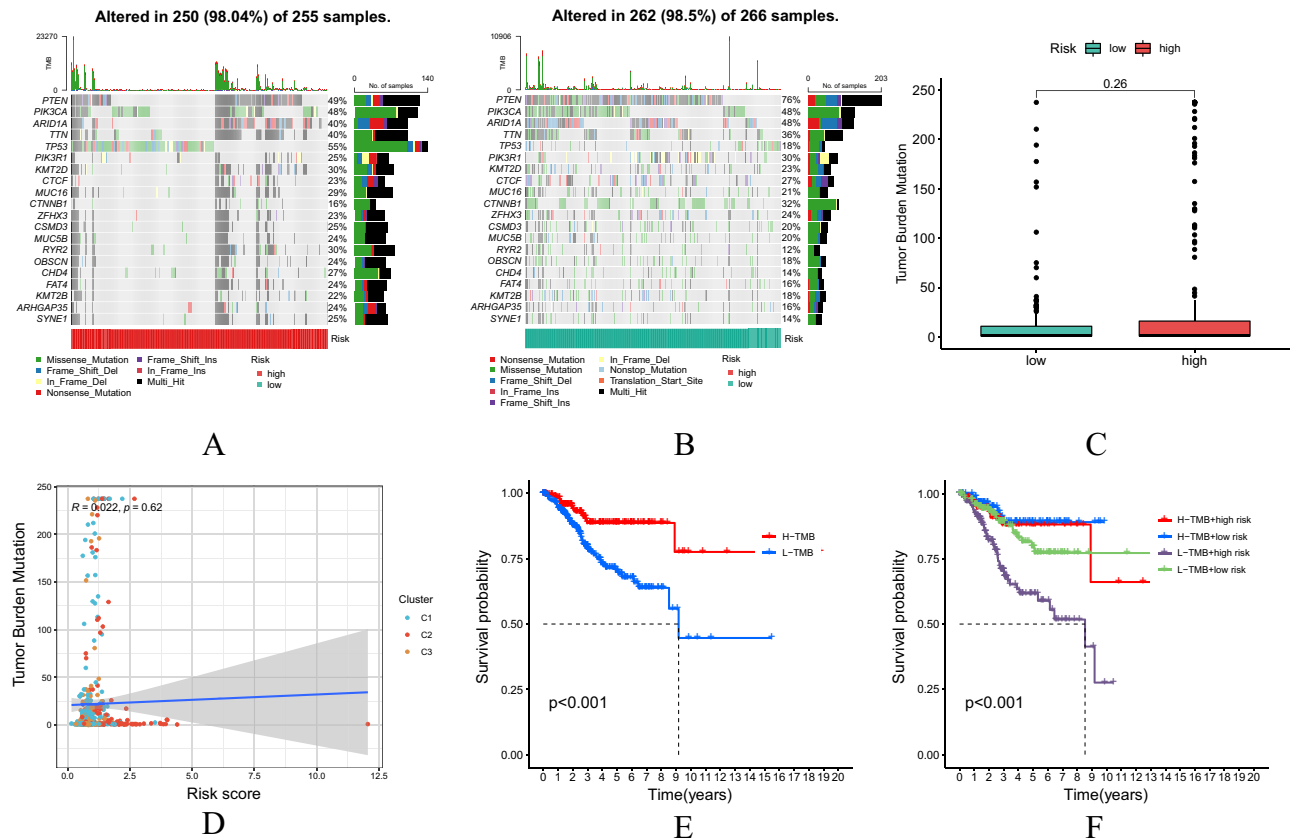 Altered in 250 (98.04%) of 255 samples.
23270
TMB
0
0 140
No. of samples
PTEN 49%
PIK3CA 48%
ARID1A 40%
TTN 40%
TP53 55%
PIK3R1 25%
KMT2D 30%
CTCF 23%
MUC16 29%
CTNNB1 16%
ZFHX3 23%
CSMD3 25%
MUC5B 24%
RYR2 30%
OBSCN 24%
CHD4 27%
FAT4 24%
KMT2B 22%
ARHGAP35 24%
SYNE1 25%
Risk
Missense_Mutation Frame_Shift_Ins Risk
Frame_Shift_Del In_Frame_Ins high
In_Frame_Del Multi_Hit low
Nonsense_Mutation
A
Altered in 262 (98.5%) of 266 samples.
10906
TMB
0
0 203
No. of samples
PTEN 76%
PIK3CA 48%
ARID1A 48%
TTN 36%
TP53 18%
PIK3R1 30%
KMT2D 23%
CTCF 27%
MUC16 21%
CTNNB1 32%
ZFHX3 24%
CSMD3 20%
MUC5B 20%
RYR2 12%
OBSCN 18%
CHD4 14%
FAT4 16%
KMT2B 18%
ARHGAP35 16%
SYNE1 14%
Risk
Nonsense_Mutation In_Frame_Del Risk
Missense_Mutation Nonstop_Mutation high
Frame_Shift_Del Translation_Start_Site low
In_Frame_Ins Multi_Hit
Frame_Shift_Ins
B
Risk low high
0.26
Tumor Burden Mutation
250
200
150
100
50
0
low high
C
250
200
150
100
50
0
R = 0.022, p = 0.62
Tumor Burden Mutation
Cluster
C1
C2
C3
0.0 2.5 5.0 7.5 10.0 12.5
Risk score
D
1.00
0.75
0.50
0.25
0.00
Survival probability
H−TMB
L−TMB
p<0.001
0 1 2 3 4 5 6 7 8 9 10 11 12 13 14 15 16 17 18 19 20
Time(years)
E
1.00
0.75
0.50
0.25
0.00
Survival probability
H−TMB+high risk
H−TMB+low risk
L−TMB+high risk
L−TMB+low risk
p<0.001
0 1 2 3 4 5 6 7 8 9 10 11 12 13 14 15 16 17 18 19 20
Time(years)
F